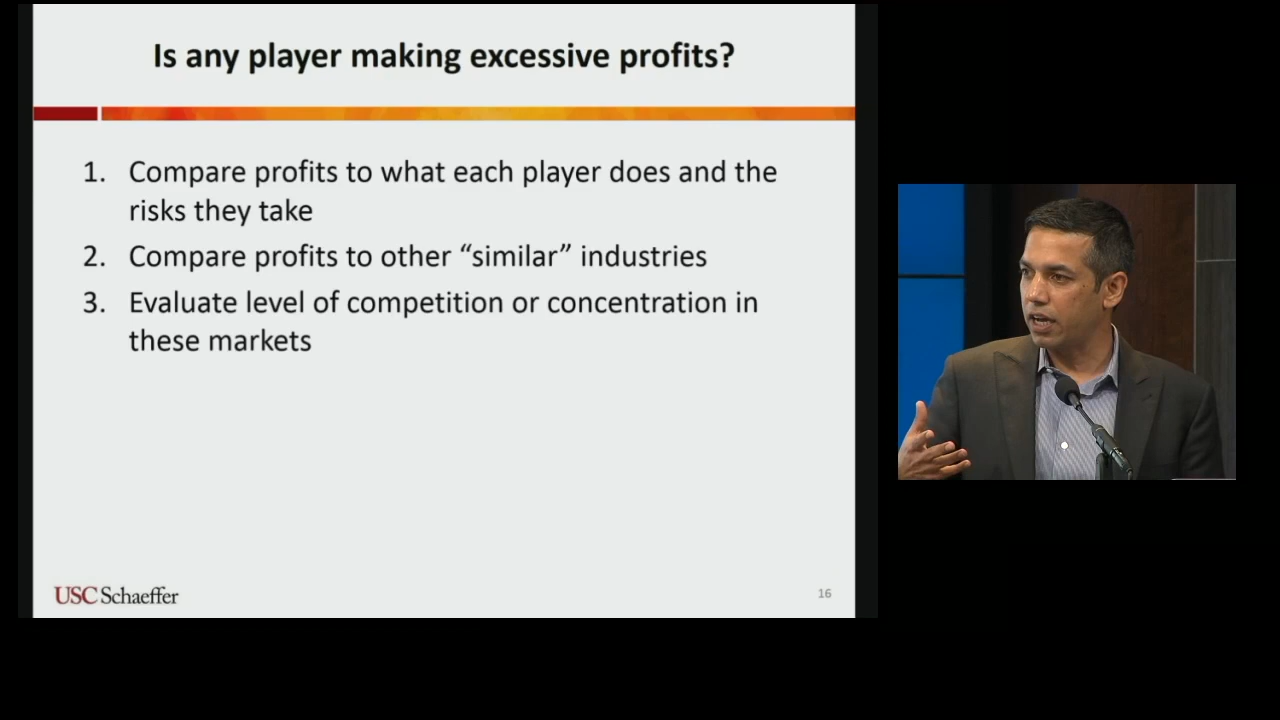 Is any player making excessive profits?
1. Compare profits to what each player does and the
risks they take
2. Compare profits to other “similar” industries
3. Evaluate level of competition or concentration in
these markets
USC Schaeffer
16